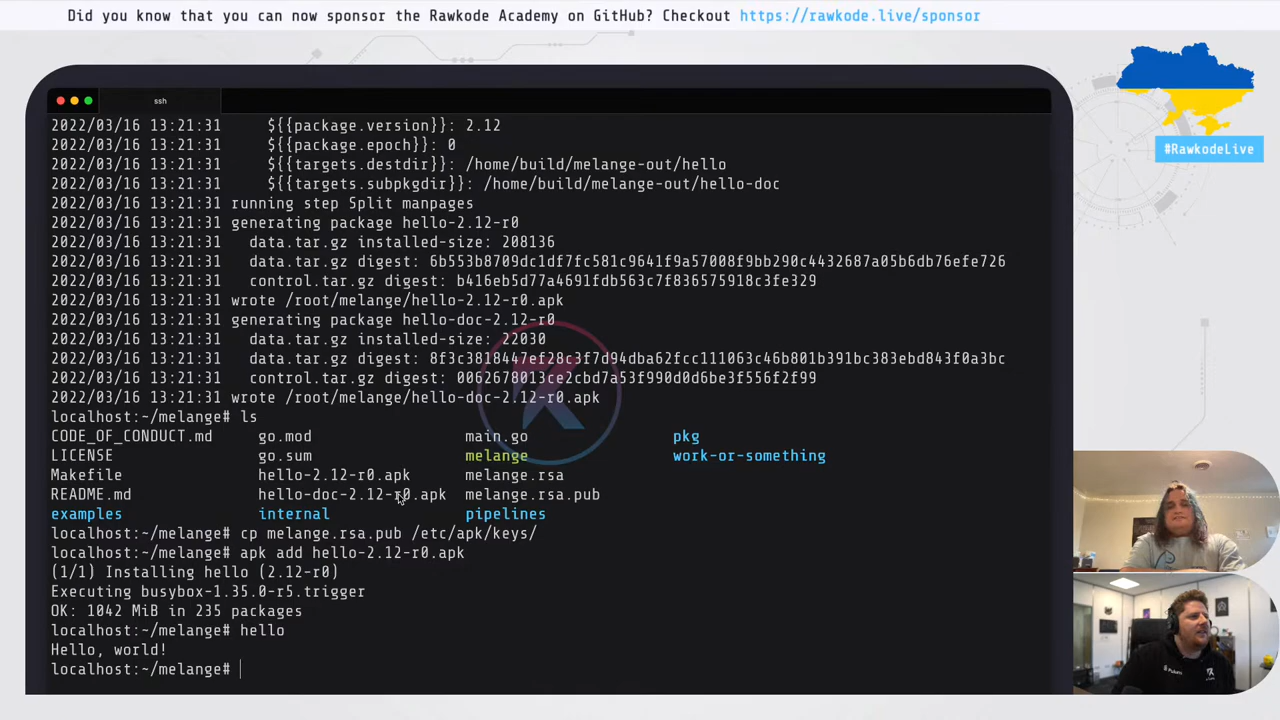 Did you know that you can now sponsor the Rawkode Academy on GitHub? Checkout https://rawkode.live/sponsor
ssh
2022/03/16 13:21:31     ${{package.version}}: 2.12
2022/03/16 13:21:31     ${{package.epoch}}: 0
2022/03/16 13:21:31     ${{targets.destdir}}: /home/build/melange-out/hello
2022/03/16 13:21:31     ${{targets.subpkgdir}}: /home/build/melange-out/hello-doc
2022/03/16 13:21:31 running step Split manpages
2022/03/16 13:21:31 generating package hello-2.12-r0
2022/03/16 13:21:31   data.tar.gz installed-size: 208136
2022/03/16 13:21:31   data.tar.gz digest: 6b553b8709dc1df7fc581c9641f9a57008f9bb290c4432687a05b6db76efe726
2022/03/16 13:21:31   control.tar.gz digest: b416eb5d77a4691fdb563c7f836575918c3fe329
2022/03/16 13:21:31 wrote /root/melange/hello-2.12-r0.apk
2022/03/16 13:21:31 generating package hello-doc-2.12-r0
2022/03/16 13:21:31   data.tar.gz installed-size: 22030
2022/03/16 13:21:31   data.tar.gz digest: 8f3c3818447ef28c3f7d94dba62fcc111063c46b801b391bc383ebd843f0a3bc
2022/03/16 13:21:31   control.tar.gz digest: 0062678013ce2cbd7a53f990d0d6be3f556f2f99
2022/03/16 13:21:31 wrote /root/melange/hello-doc-2.12-r0.apk
localhost:~/melange# ls
CODE_OF_CONDUCT.md     go.mod                 main.go                pkg
LICENSE                go.sum                 melange                work-or-something
Makefile               hello-2.12-r0.apk      melange.rsa
README.md              hello-doc-2.12-r0.apk  melange.rsa.pub
examples               internal               pipelines
localhost:~/melange# cp melange.rsa.pub /etc/apk/keys/
localhost:~/melange# apk add hello-2.12-r0.apk
(1/1) Installing hello (2.12-r0)
Executing busybox-1.35.0-r5.trigger
OK: 1042 MiB in 235 packages
localhost:~/melange# hello
Hello, world!
localhost:~/melange#
#RawkodeLive